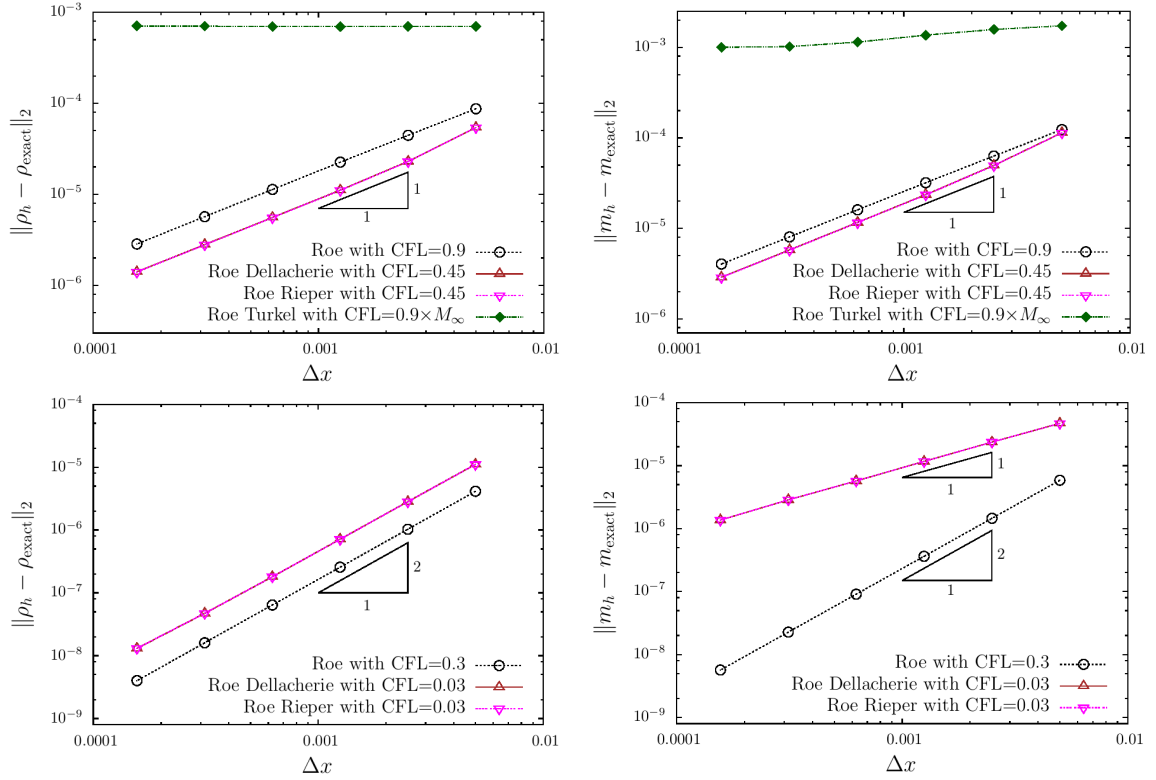 10⁻³
10⁻⁴
10⁻⁵
10⁻⁶
0.0001
0.001
0.01
‖ρₕ − ρ_exact‖₂
Δx
1
1
Roe with CFL=0.9
Roe Dellacherie with CFL=0.45
Roe Rieper with CFL=0.45
Roe Turkel with CFL=0.9×M_∞
10⁻³
10⁻⁴
10⁻⁵
10⁻⁶
0.0001
0.001
0.01
‖mₕ − m_exact‖₂
Δx
1
1
Roe with CFL=0.9
Roe Dellacherie with CFL=0.45
Roe Rieper with CFL=0.45
Roe Turkel with CFL=0.9×M_∞
10⁻⁴
10⁻⁵
10⁻⁶
10⁻⁷
10⁻⁸
10⁻⁹
0.0001
0.001
0.01
‖ρₕ − ρ_exact‖₂
Δx
2
1
Roe with CFL=0.3
Roe Dellacherie with CFL=0.03
Roe Rieper with CFL=0.03
10⁻⁴
10⁻⁵
10⁻⁶
10⁻⁷
10⁻⁸
10⁻⁹
0.0001
0.001
0.01
‖mₕ − m_exact‖₂
Δx
1
1
2
1
Roe with CFL=0.3
Roe Dellacherie with CFL=0.03
Roe Rieper with CFL=0.03